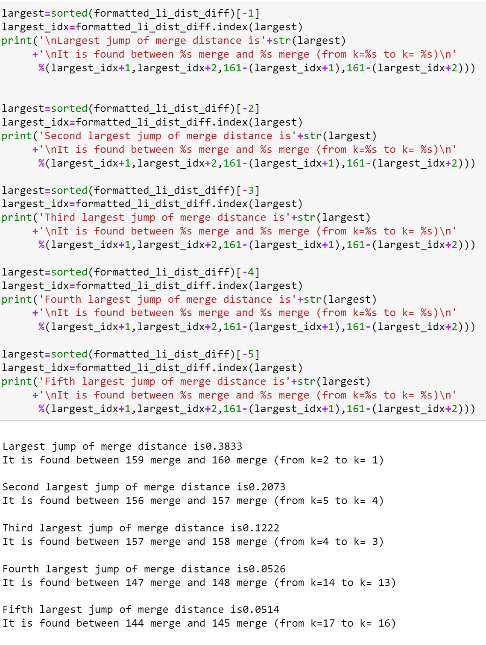 largest=sorted(formatted_li_dist_diff)[-1]
largest_idx=formatted_li_dist_diff.index(largest)
print('\nLargest jump of merge distance is'+str(largest)
     +'\nIt is found between %s merge and %s merge (from k=%s to k= %s)\n'
      %(largest_idx+1,largest_idx+2,161-(largest_idx+1),161-(largest_idx+2)))
largest=sorted(formatted_li_dist_diff)[-2]
largest_idx=formatted_li_dist_diff.index(largest)
print('Second largest jump of merge distance is'+str(largest)
     +'\nIt is found between %s merge and %s merge (from k=%s to k= %s)\n'
      %(largest_idx+1,largest_idx+2,161-(largest_idx+1),161-(largest_idx+2)))
largest=sorted(formatted_li_dist_diff)[-3]
largest_idx=formatted_li_dist_diff.index(largest)
print('Third largest jump of merge distance is'+str(largest)
     +'\nIt is found between %s merge and %s merge (from k=%s to k= %s)\n'
      %(largest_idx+1,largest_idx+2,161-(largest_idx+1),161-(largest_idx+2)))
largest=sorted(formatted_li_dist_diff)[-4]
largest_idx=formatted_li_dist_diff.index(largest)
print('Fourth largest jump of merge distance is'+str(largest)
     +'\nIt is found between %s merge and %s merge (from k=%s to k= %s)\n'
      %(largest_idx+1,largest_idx+2,161-(largest_idx+1),161-(largest_idx+2)))
largest=sorted(formatted_li_dist_diff)[-5]
largest_idx=formatted_li_dist_diff.index(largest)
print('Fifth largest jump of merge distance is'+str(largest)
     +'\nIt is found between %s merge and %s merge (from k=%s to k= %s)\n'
      %(largest_idx+1,largest_idx+2,161-(largest_idx+1),161-(largest_idx+2)))
Largest jump of merge distance is0.3833
It is found between 159 merge and 160 merge (from k=2 to k= 1)
Second largest jump of merge distance is0.2073
It is found between 156 merge and 157 merge (from k=5 to k= 4)
Third largest jump of merge distance is0.1222
It is found between 157 merge and 158 merge (from k=4 to k= 3)
Fourth largest jump of merge distance is0.0526
It is found between 147 merge and 148 merge (from k=14 to k= 13)
Fifth largest jump of merge distance is0.0514
It is found between 144 merge and 145 merge (from k=17 to k= 16)